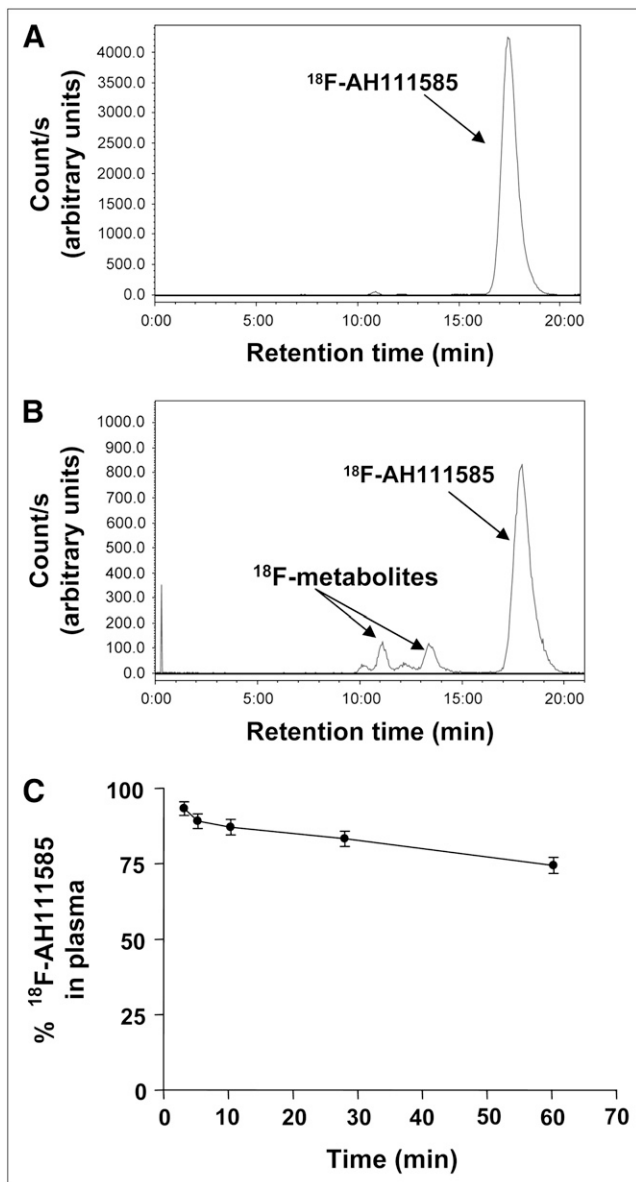 A
4000.0
3500.0
3000.0
2500.0
2000.0
1500.0
1000.0
500.0
0.0
Count/s
(arbitrary units)
¹⁸F-AH111585
0:00 5:00 10:00 15:00 20:00
Retention time (min)
B
1000.0
900.0
800.0
700.0
600.0
500.0
400.0
300.0
200.0
100.0
0.0
Count/s
(arbitrary units)
¹⁸F-AH111585
¹⁸F-metabolites
0:00 5:00 10:00 15:00 20:00
Retention time (min)
C
100
75
50
25
0
% ¹⁸F-AH111585
in plasma
0 10 20 30 40 50 60 70
Time (min)